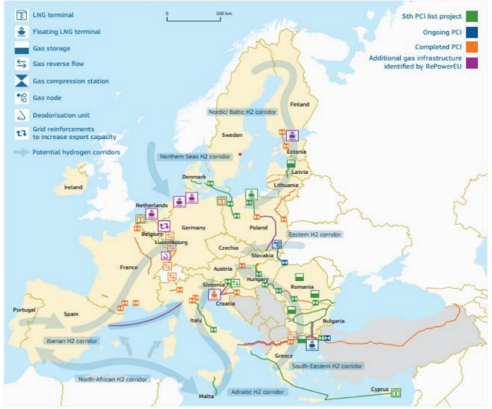 LNG terminal
Floating LNG terminal
Gas storage
Gas reverse flow
Gas compression station
Gas node
Deodorisation unit
Grid reinforcements
to increase export capacity
Potential hydrogen corridors
0
500 km
5th PCI list project
Ongoing PCI
Completed PCI
Additional gas infrastructure
identified by RePowerEU
Finland
Nordic/ Baltic H2 corridor
Sweden
Estonia
Northern Seas H2 corridor
Latvia
Denmark
Lithuania
Ireland
Netherlands
Germany
Poland
Belgium
Luxembourg
Eastern H2 corridor
Czechia
Slovakia
France
Austria
Hungary
Slovenia
Romania
Croatia
Portugal
Spain
Italy
Bulgaria
Iberian H2 corridor
Greece
South-Eastern H2 corridor
North-African H2 corridor
Adriatic H2 corridor
Malta
Cyprus